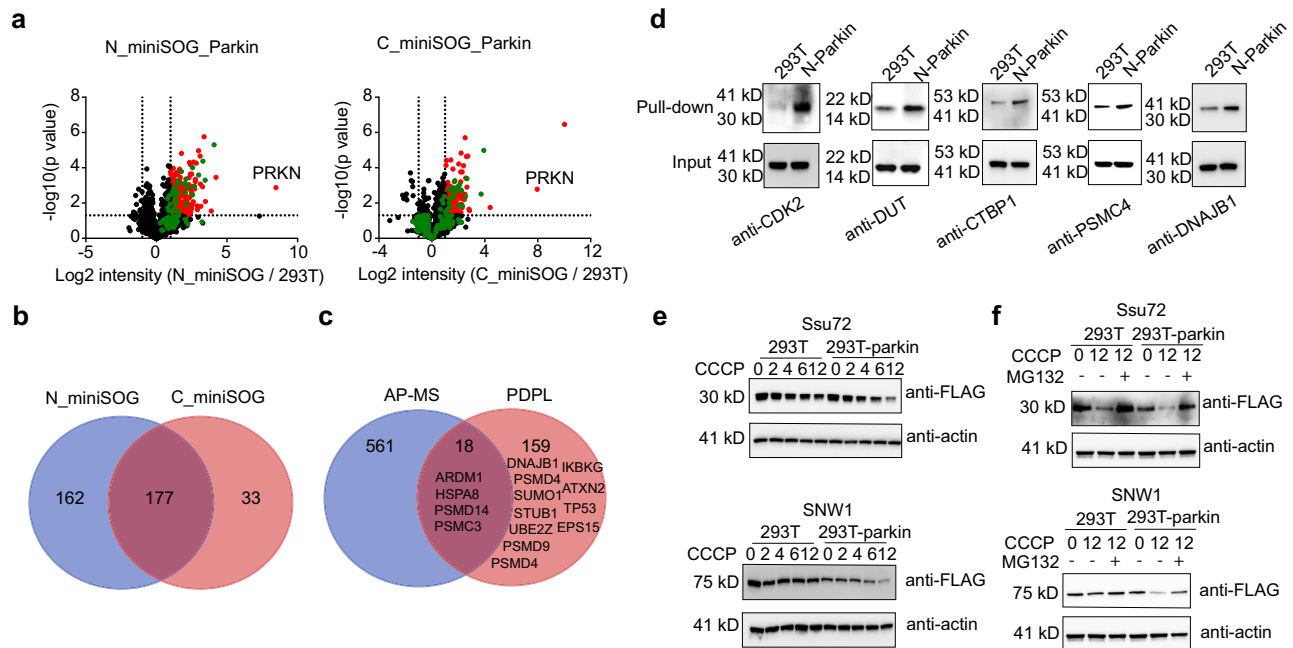 a
N_miniSOG_Parkin
C_miniSOG_Parkin
-log10(p value)
8
6
4
2
0
-5
0
5
10
PRKN
Log2 intensity (N_miniSOG / 293T)
-log10(p value)
8
6
4
2
0
-4
0
4
8
12
PRKN
Log2 intensity (C_miniSOG / 293T)
b
N_miniSOG
C_miniSOG
162
177
33
c
AP-MS
PDPL
561
18
159
ARDM1
HSPA8
PSMD14
PSMC3
DNAJB1
PSMD4
SUMO1
STUB1
UBE2Z
PSMD9
PSMD4
IKBKG
ATXN2
TP53
EPS15
d
293T N-Parkin
293T N-Parkin
293T N-Parkin
293T N-Parkin
293T N-Parkin
Pull-down
41 kD
30 kD
22 kD
14 kD
53 kD
41 kD
53 kD
41 kD
41 kD
30 kD
Input
41 kD
30 kD
22 kD
14 kD
53 kD
41 kD
53 kD
41 kD
41 kD
30 kD
anti-CDK2
anti-DUT
anti-CTBP1
anti-PSMC4
anti-DNAJB1
e
Ssu72
293T 293T-parkin
CCCP 0 2 4 6 12 0 2 4 6 12
30 kD anti-FLAG
41 kD anti-actin
SNW1
293T 293T-parkin
CCCP 0 2 4 6 12 0 2 4 6 12
75 kD anti-FLAG
41 kD anti-actin
f
Ssu72
293T 293T-parkin
CCCP 0 12 12 0 12 12
MG132 - - + - - +
30 kD anti-FLAG
41 kD anti-actin
SNW1
293T 293T-parkin
CCCP 0 12 12 0 12 12
MG132 - - + - - +
75 kD anti-FLAG
41 kD anti-actin